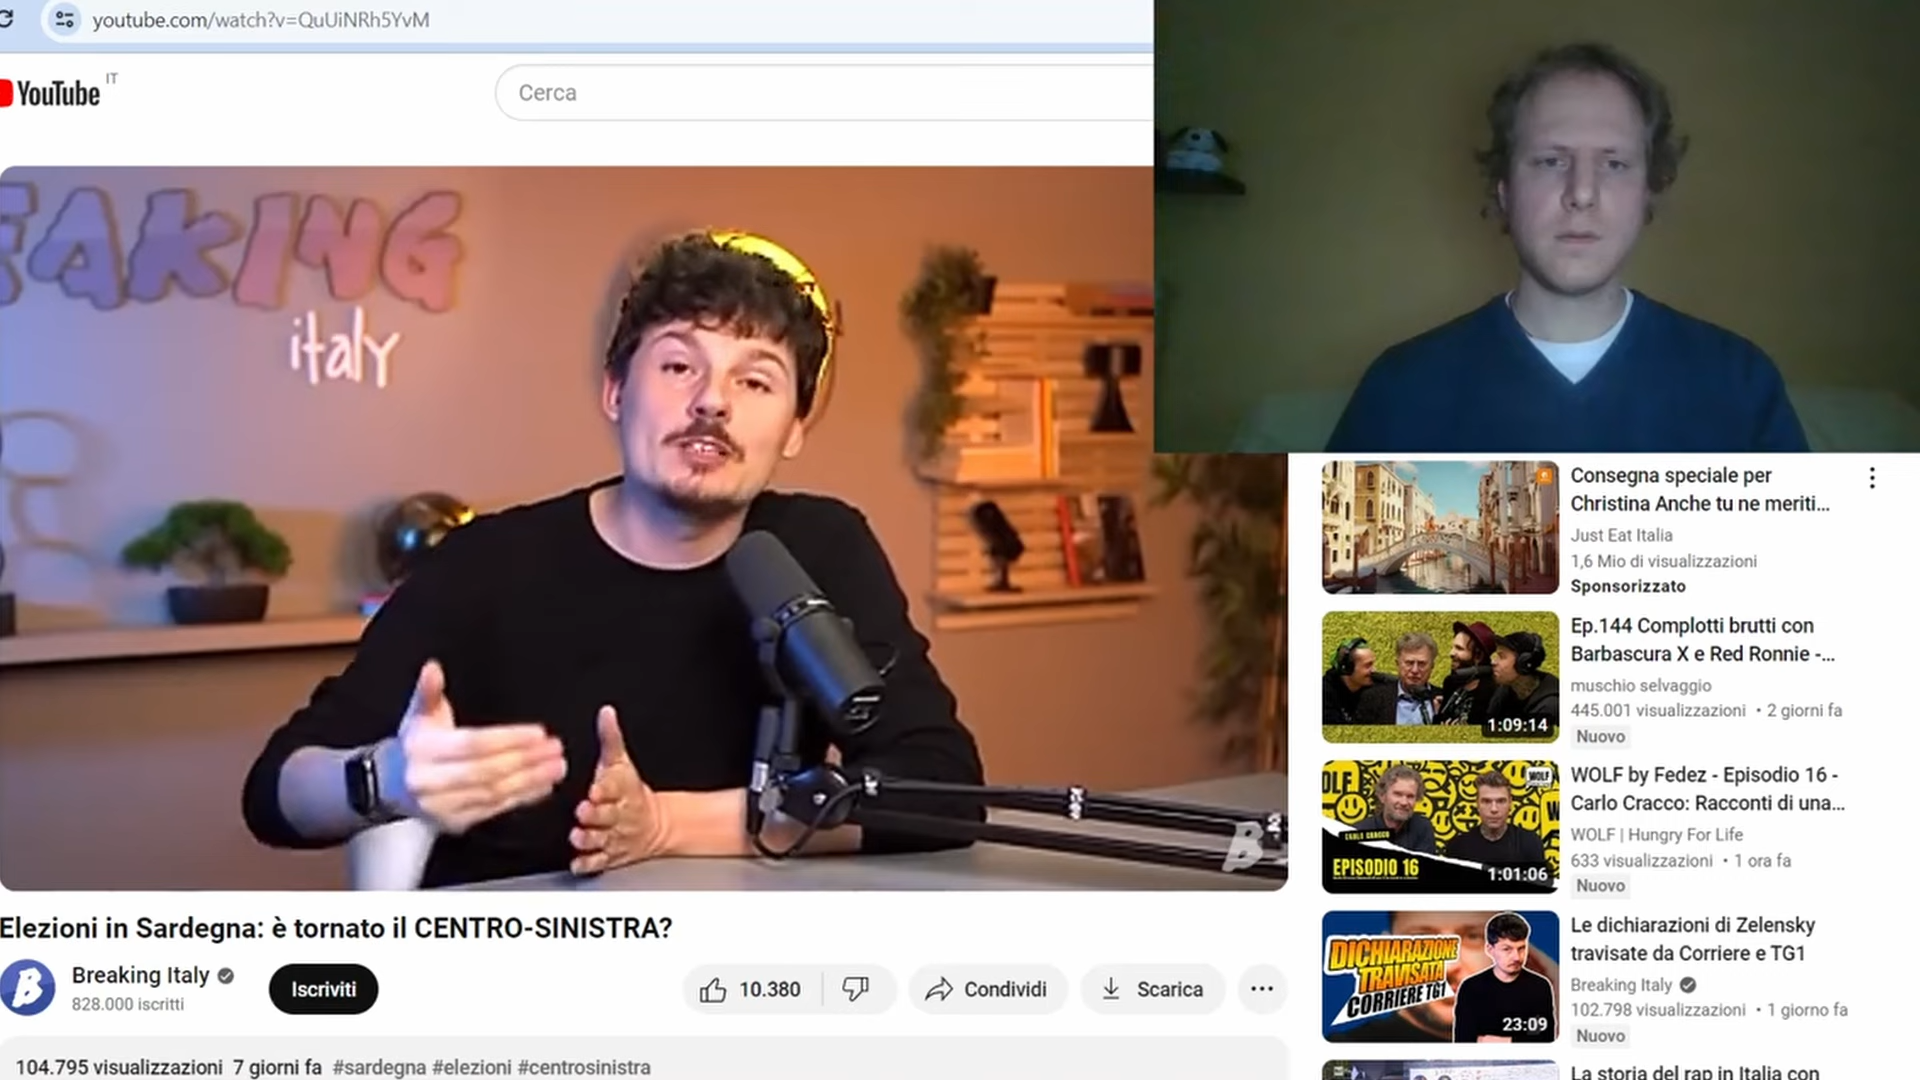 youtube.com/watch?v=QuUiNRh5YvM
YouTube IT
Cerca
EAKING
italy
B
Elezioni in Sardegna: è tornato il CENTRO-SINISTRA?
Breaking Italy
828.000 iscritti
Iscriviti
10.380
Condividi
Scarica
104.795 visualizzazioni 7 giorni fa #sardegna #elezioni #centrosinistra
Consegna speciale per
Christina Anche tu ne meriti...
Just Eat Italia
1,6 Mio di visualizzazioni
Sponsorizzato
1:09:14
Ep.144 Complotti brutti con
Barbascura X e Red Ronnie -...
muschio selvaggio
445.001 visualizzazioni • 2 giorni fa
Nuovo
OLF
WOLF
CARLO CRACCO
EPISODIO 16
1:01:06
WOLF by Fedez - Episodio 16 -
Carlo Cracco: Racconti di una...
WOLF | Hungry For Life
633 visualizzazioni • 1 ora fa
Nuovo
DICHIARAZIONE
TRAVISATA
CORRIERE TG1
23:09
Le dichiarazioni di Zelensky
travisate da Corriere e TG1
Breaking Italy
102.798 visualizzazioni • 1 giorno fa
Nuovo
La storia del rap in Italia con